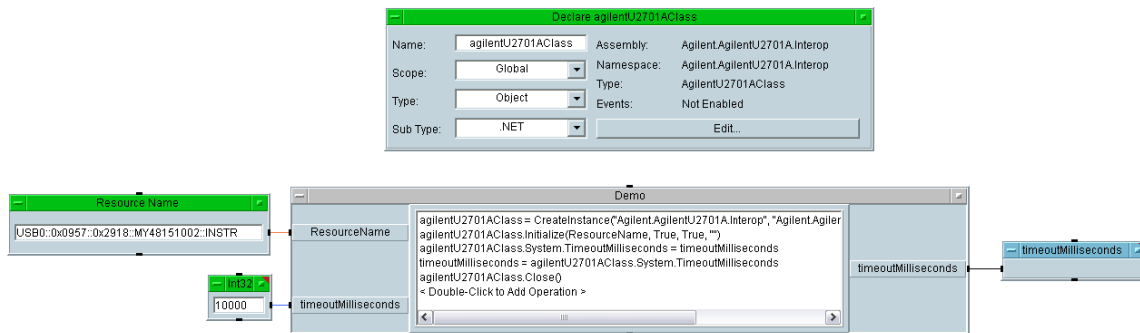 Declare agilentU2701AClass
Name: agilentU2701AClass Assembly: Agilent.AgilentU2701A.Interop
Scope: Global Namespace: Agilent.AgilentU2701A.Interop
Type: Object Type: AgilentU2701AClass
Events: Not Enabled
Sub Type: .NET Edit...
Resource Name
USB0::0x0957::0x2918::MY48151002::INSTR
Int32
10000
Demo
ResourceName
timeoutMilliseconds
agilentU2701AClass = CreateInstance("Agilent.AgilentU2701A.Interop", "Agilent.Agiler
agilentU2701AClass.Initialize(ResourceName, True, True, "")
agilentU2701AClass.System.TimeoutMilliseconds = timeoutMilliseconds
timeoutMilliseconds = agilentU2701AClass.System.TimeoutMilliseconds
agilentU2701AClass.Close()
< Double-Click to Add Operation >
timeoutMilliseconds
timeoutMilliseconds